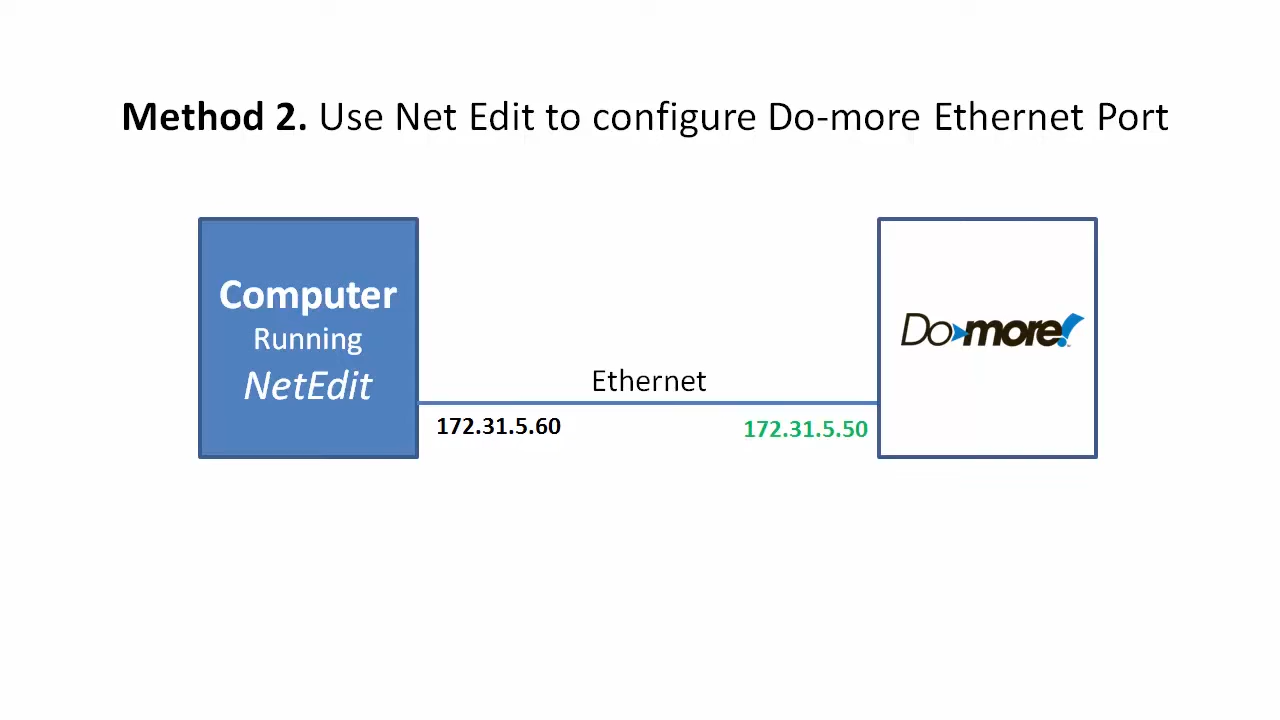 Method 2. Use Net Edit to configure Do-more Ethernet Port
Computer
Running
NetEdit
Ethernet
172.31.5.60
172.31.5.50
Do-more!